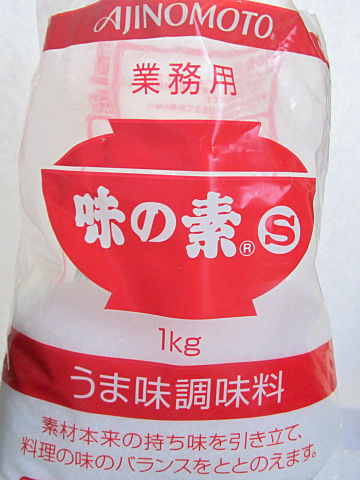 AJINOMOTO
業務用
味の素® S
1kg
うま味調味料
素材本来の持ち味を引き立て、
料理の味のバランスをととのえます。